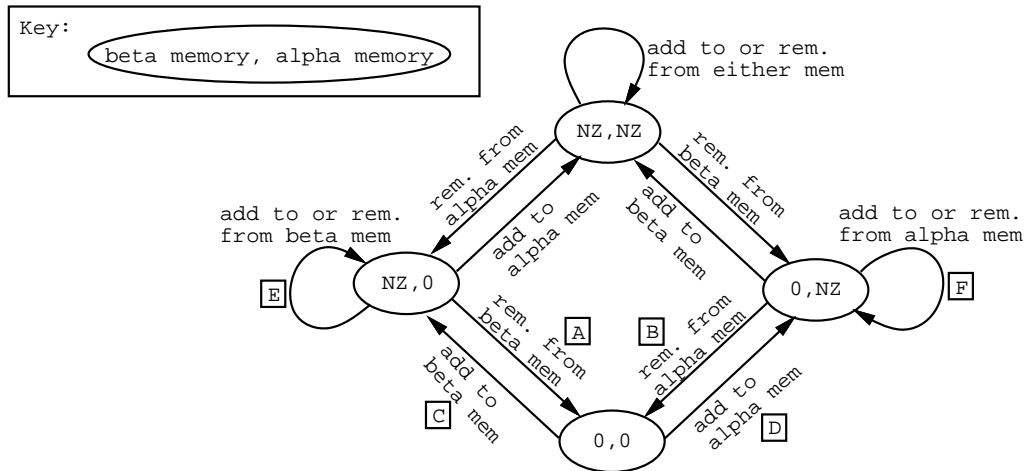 Key:
beta memory, alpha memory
add to or rem.
from either mem
NZ,NZ
rem. from
alpha mem
rem. from
beta mem
add to
alpha mem
add to
beta mem
add to or rem.
from beta mem
add to or rem.
from alpha mem
NZ,0
0,NZ
E
F
rem. from
beta mem
A
B
rem. from
alpha mem
add to
beta mem
C
add to
alpha mem
D
0,0